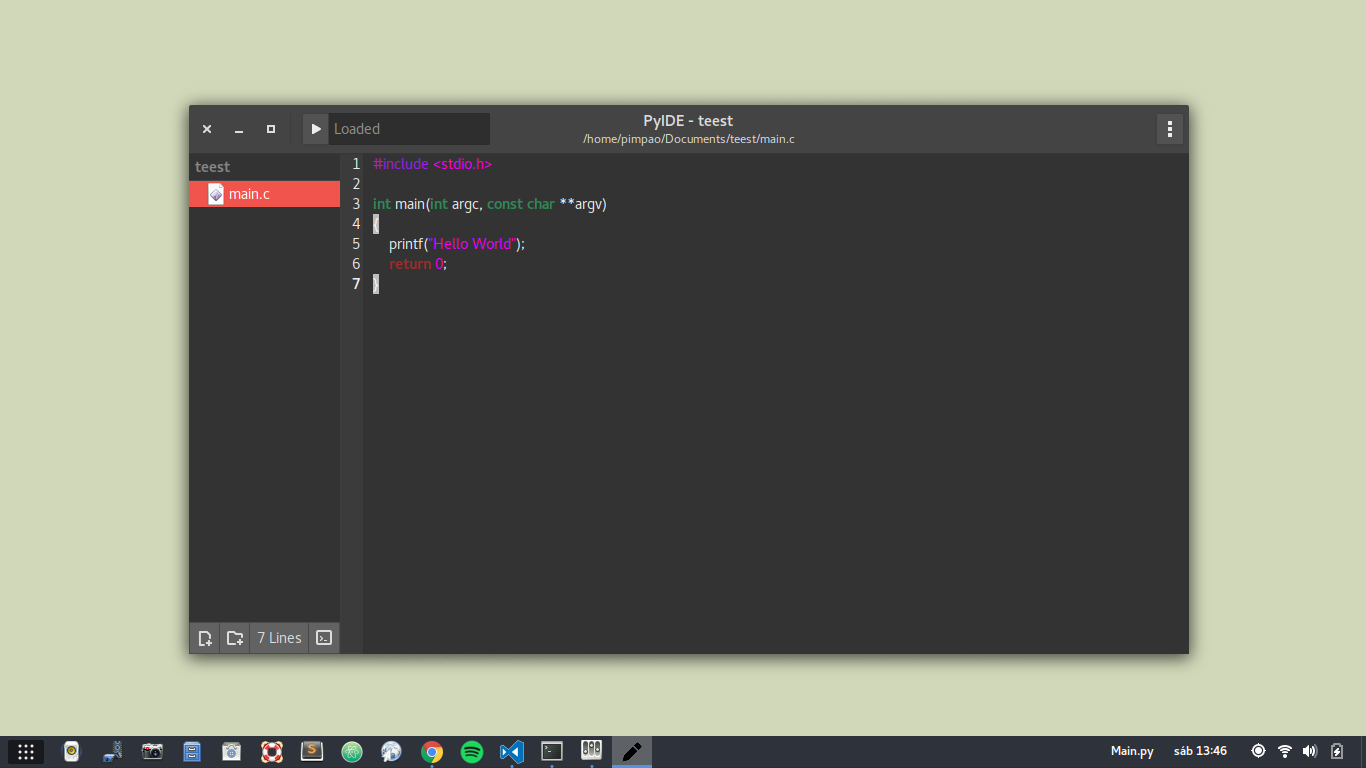 Loaded
PyIDE - teest
/home/pimpao/Documents/teest/main.c
teest
main.c
1 #include <stdio.h>
2
3 int main(int argc, const char **argv)
4 {
5     printf("Hello World");
6     return 0;
7 }
7 Lines
Main.py
sáb 13:46